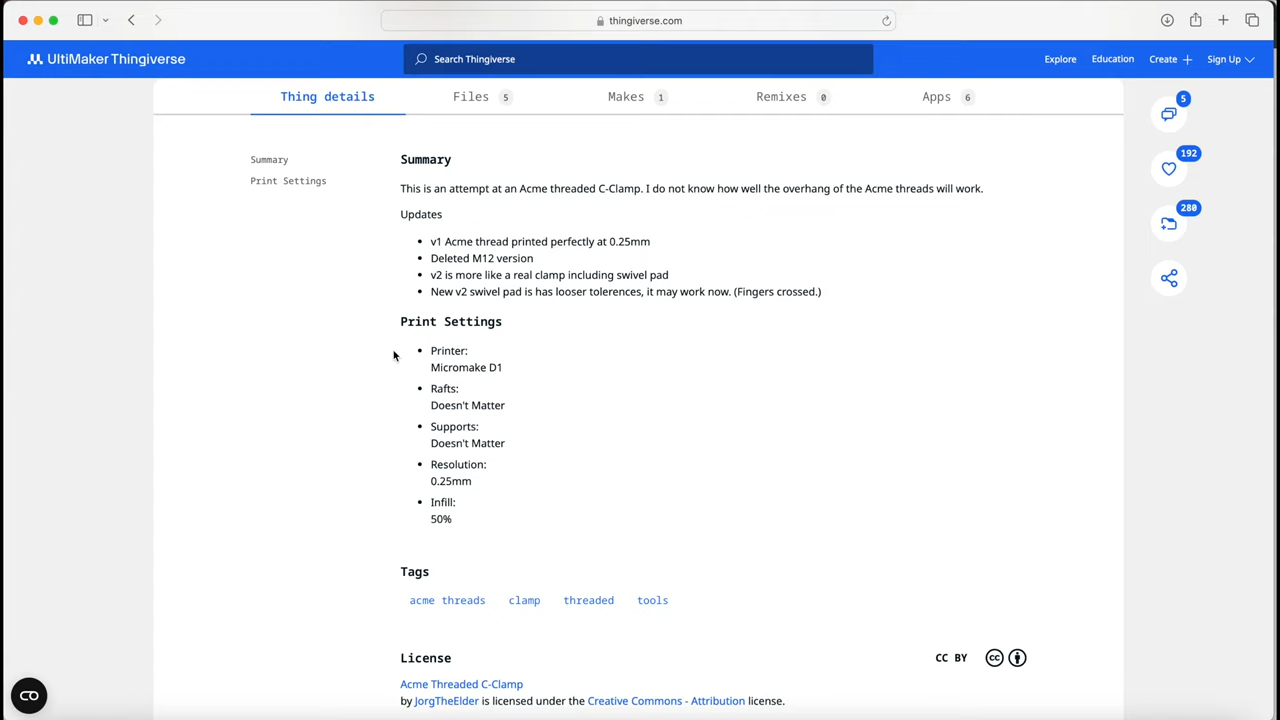 thingiverse.com
UltiMaker Thingiverse
Search Thingiverse
Explore
Education
Create
Sign Up
Thing details
Files 5
Makes 1
Remixes 0
Apps 6
5
192
280
Summary
Print Settings
Summary
This is an attempt at an Acme threaded C-Clamp. I do not know how well the overhang of the Acme threads will work.
Updates
• v1 Acme thread printed perfectly at 0.25mm
• Deleted M12 version
• v2 is more like a real clamp including swivel pad
• New v2 swivel pad is has looser tolerences, it may work now. (Fingers crossed.)
Print Settings
• Printer:
Micromake D1
• Rafts:
Doesn't Matter
• Supports:
Doesn't Matter
• Resolution:
0.25mm
• Infill:
50%
Tags
acme threads clamp threaded tools
License
CC BY
Acme Threaded C-Clamp
by JorgTheElder is licensed under the Creative Commons - Attribution license.